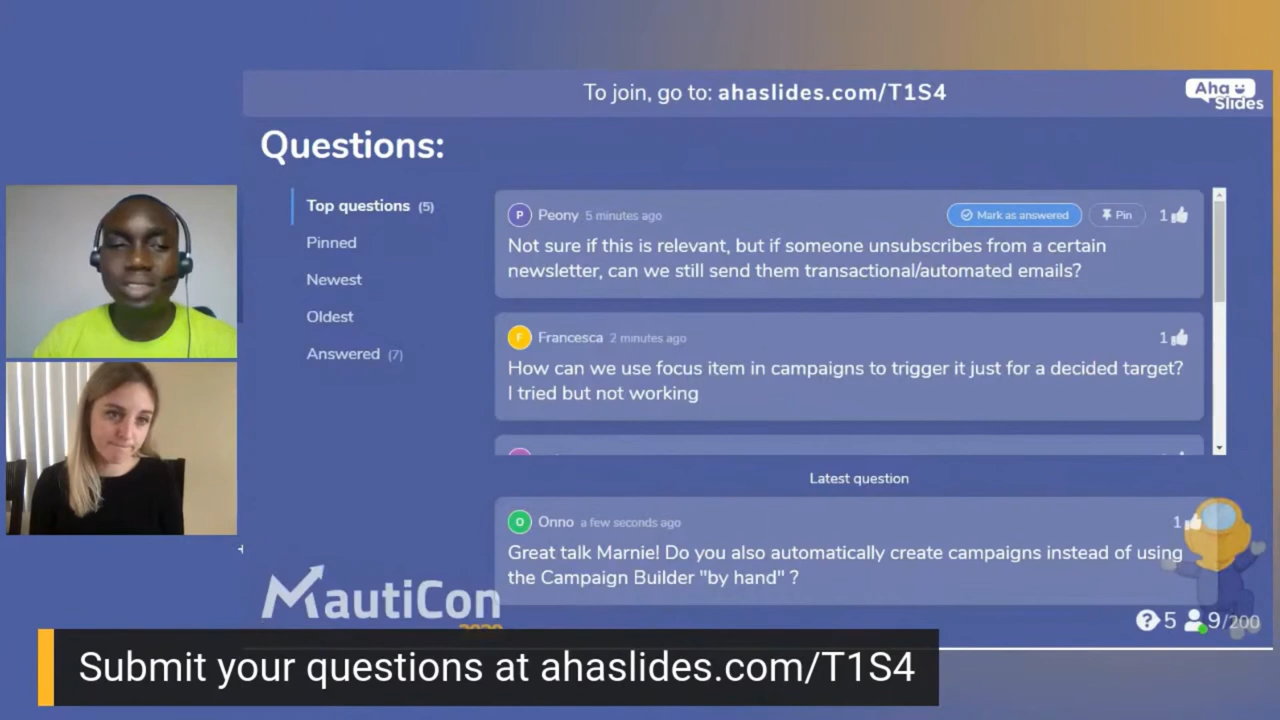 To join, go to: ahaslides.com/T1S4
Aha
Slides
Questions:
Top questions (5)
Pinned
Newest
Oldest
Answered (7)
P Peony 5 minutes ago Mark as answered Pin 1
Not sure if this is relevant, but if someone unsubscribes from a certain
newsletter, can we still send them transactional/automated emails?
F Francesca 2 minutes ago 1
How can we use focus item in campaigns to trigger it just for a decided target?
I tried but not working
Latest question
O Onno a few seconds ago 1
Great talk Marnie! Do you also automatically create campaigns instead of using
the Campaign Builder "by hand" ?
MautiCon
5 9/200
Submit your questions at ahaslides.com/T1S4